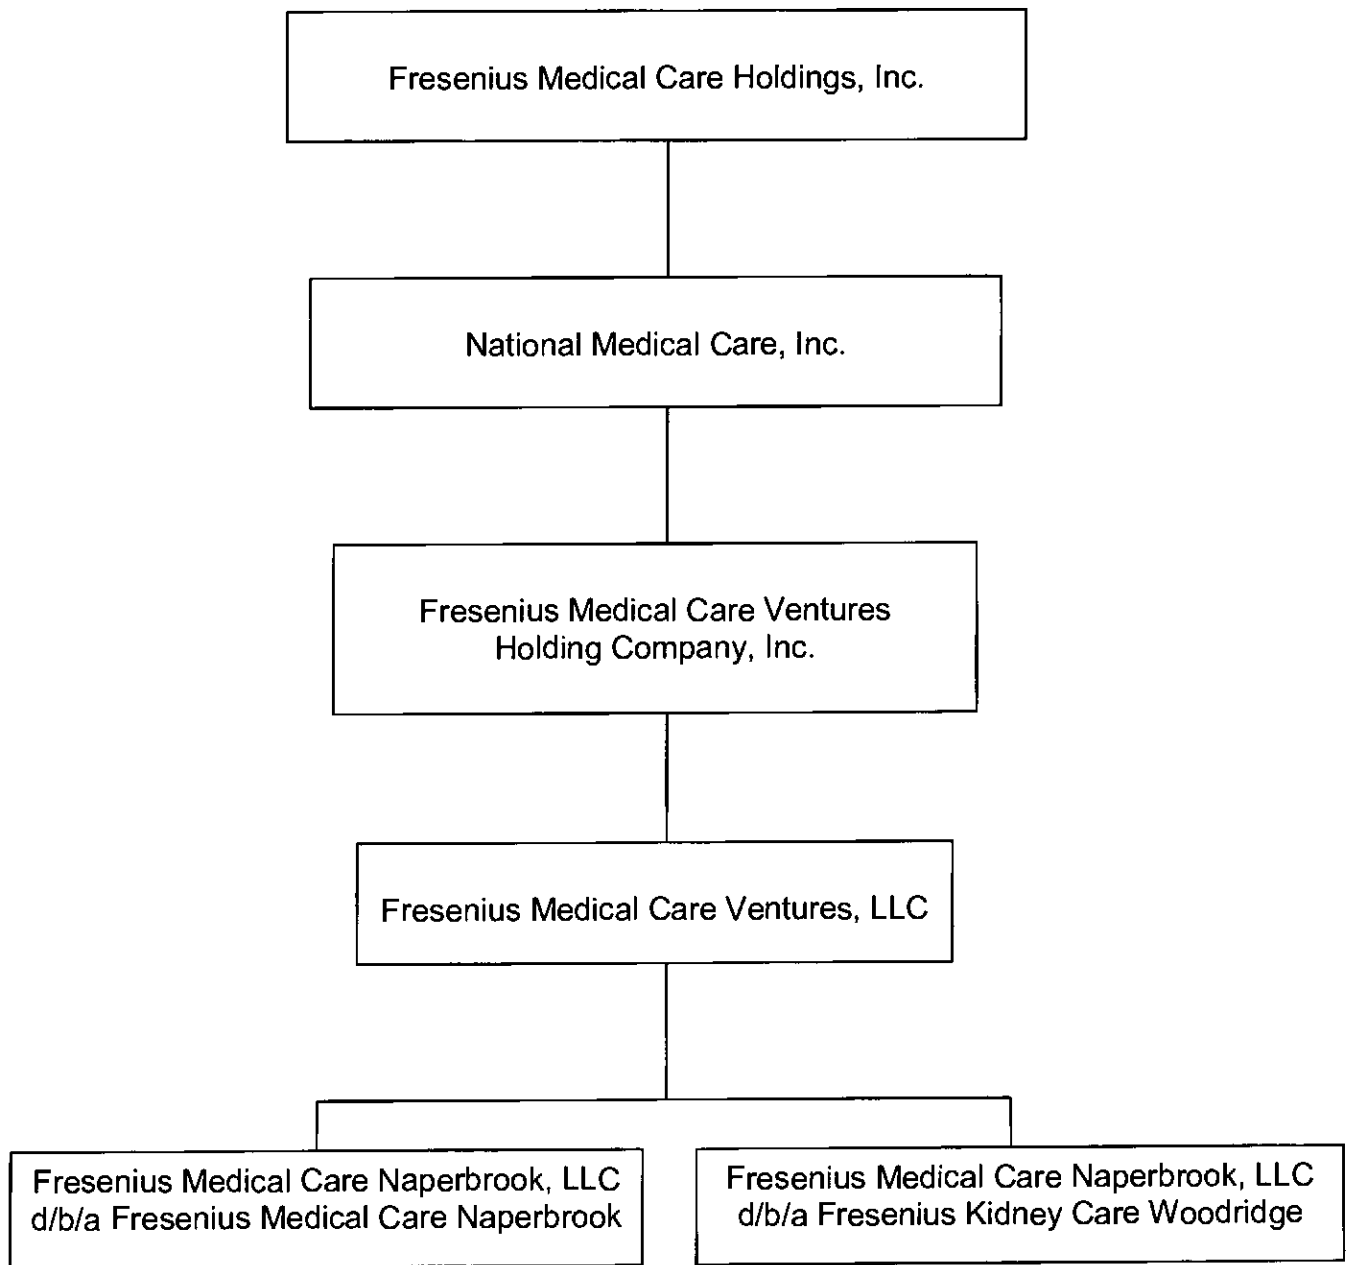 Fresenius Medical Care Holdings, Inc.
National Medical Care, Inc.
Fresenius Medical Care Ventures
Holding Company, Inc.
Fresenius Medical Care Ventures, LLC
Fresenius Medical Care Naperbrook, LLC
d/b/a Fresenius Medical Care Naperbrook
Fresenius Medical Care Naperbrook, LLC
d/b/a Fresenius Kidney Care Woodridge